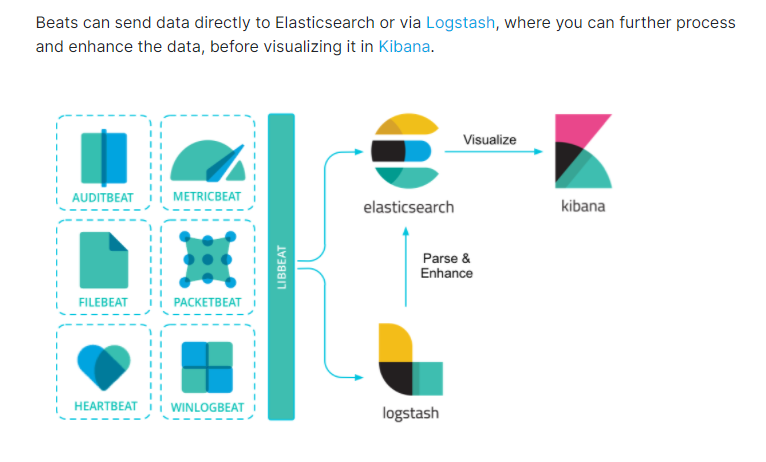 Beats can send data directly to Elasticsearch or via Logstash, where you can further process
and enhance the data, before visualizing it in Kibana.
AUDITBEAT
METRICBEAT
FILEBEAT
PACKETBEAT
HEARTBEAT
WINLOGBEAT
LIBBEAT
elasticsearch
Visualize
kibana
Parse &
Enhance
logstash